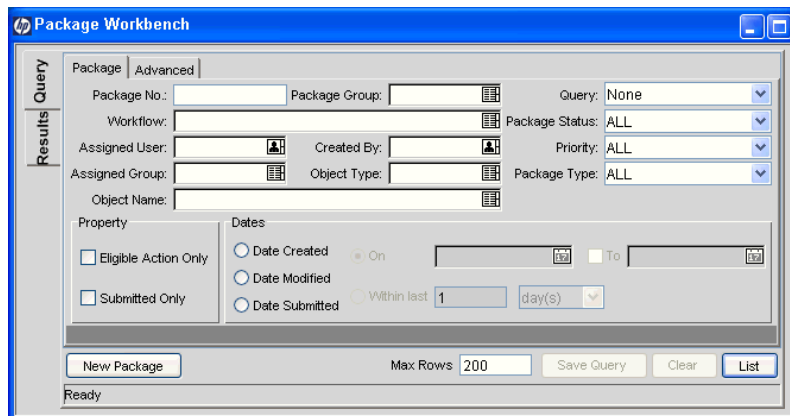 hp Package Workbench
Query
Results
Package Advanced
Package No.: Package Group: Query: None
Workflow: Package Status: ALL
Assigned User: Created By: Priority: ALL
Assigned Group: Object Type: Package Type: ALL
Object Name:
Property Dates
Eligible Action Only Date Created On To
Date Modified
Submitted Only Date Submitted Within last 1 day(s)
New Package Max Rows 200 Save Query Clear List
Ready